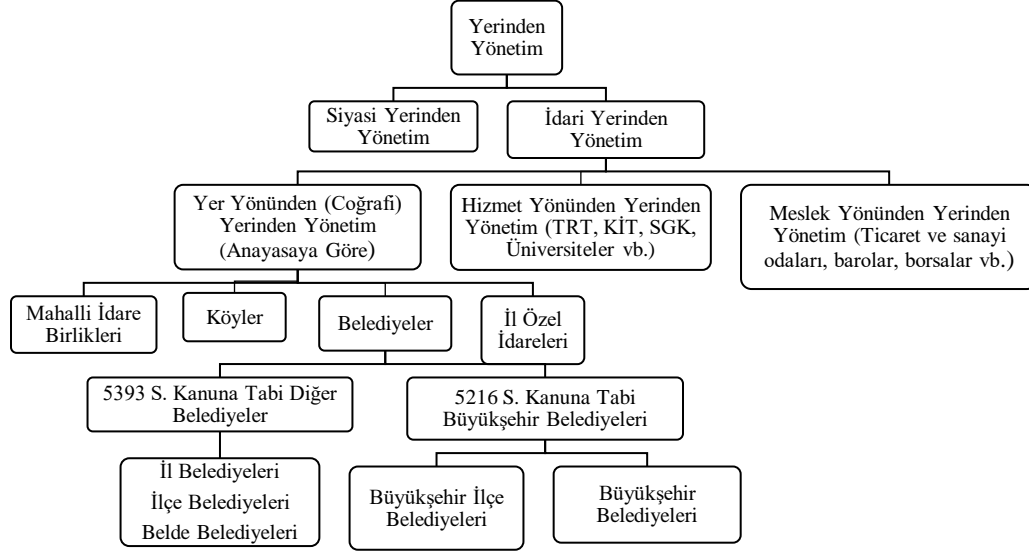 Yerinden
Yönetim
Siyasi Yerinden
Yönetim
İdari Yerinden
Yönetim
Yer Yönünden (Coğrafi)
Yerinden Yönetim
(Anayasaya Göre)
Hizmet Yönünden Yerinden
Yönetim (TRT, KİT, SGK,
Üniversiteler vb.)
Meslek Yönünden Yerinden
Yönetim (Ticaret ve sanayi
odaları, barolar, borsalar vb.)
Mahalli İdare
Birlikleri
Köyler
Belediyeler
İl Özel
İdareleri
5393 S. Kanuna Tabi Diğer
Belediyeler
5216 S. Kanuna Tabi
Büyükşehir Belediyeleri
İl Belediyeleri
İlçe Belediyeleri
Belde Belediyeleri
Büyükşehir İlçe
Belediyeleri
Büyükşehir
Belediyeleri